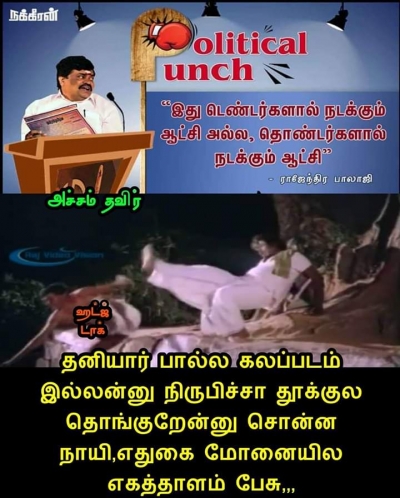 நக்கீரன்
Political
Punch
“இது டெண்டர்களால் நடக்கும்
ஆட்சி அல்ல, தொண்டர்களால்
நடக்கும் ஆட்சி”
- ராஜேந்திர பாலாஜி
அச்சம் தவிர்
ஹட்ஜ்
ட்ராக்
தனியார் பால்ல கலப்படம்
இல்லன்னு நிருபிச்சா தூக்குல
தொங்குறேன்னு சொன்ன
நாயி,எதுகை மோனையில
எகத்தாளம் பேசு,,,